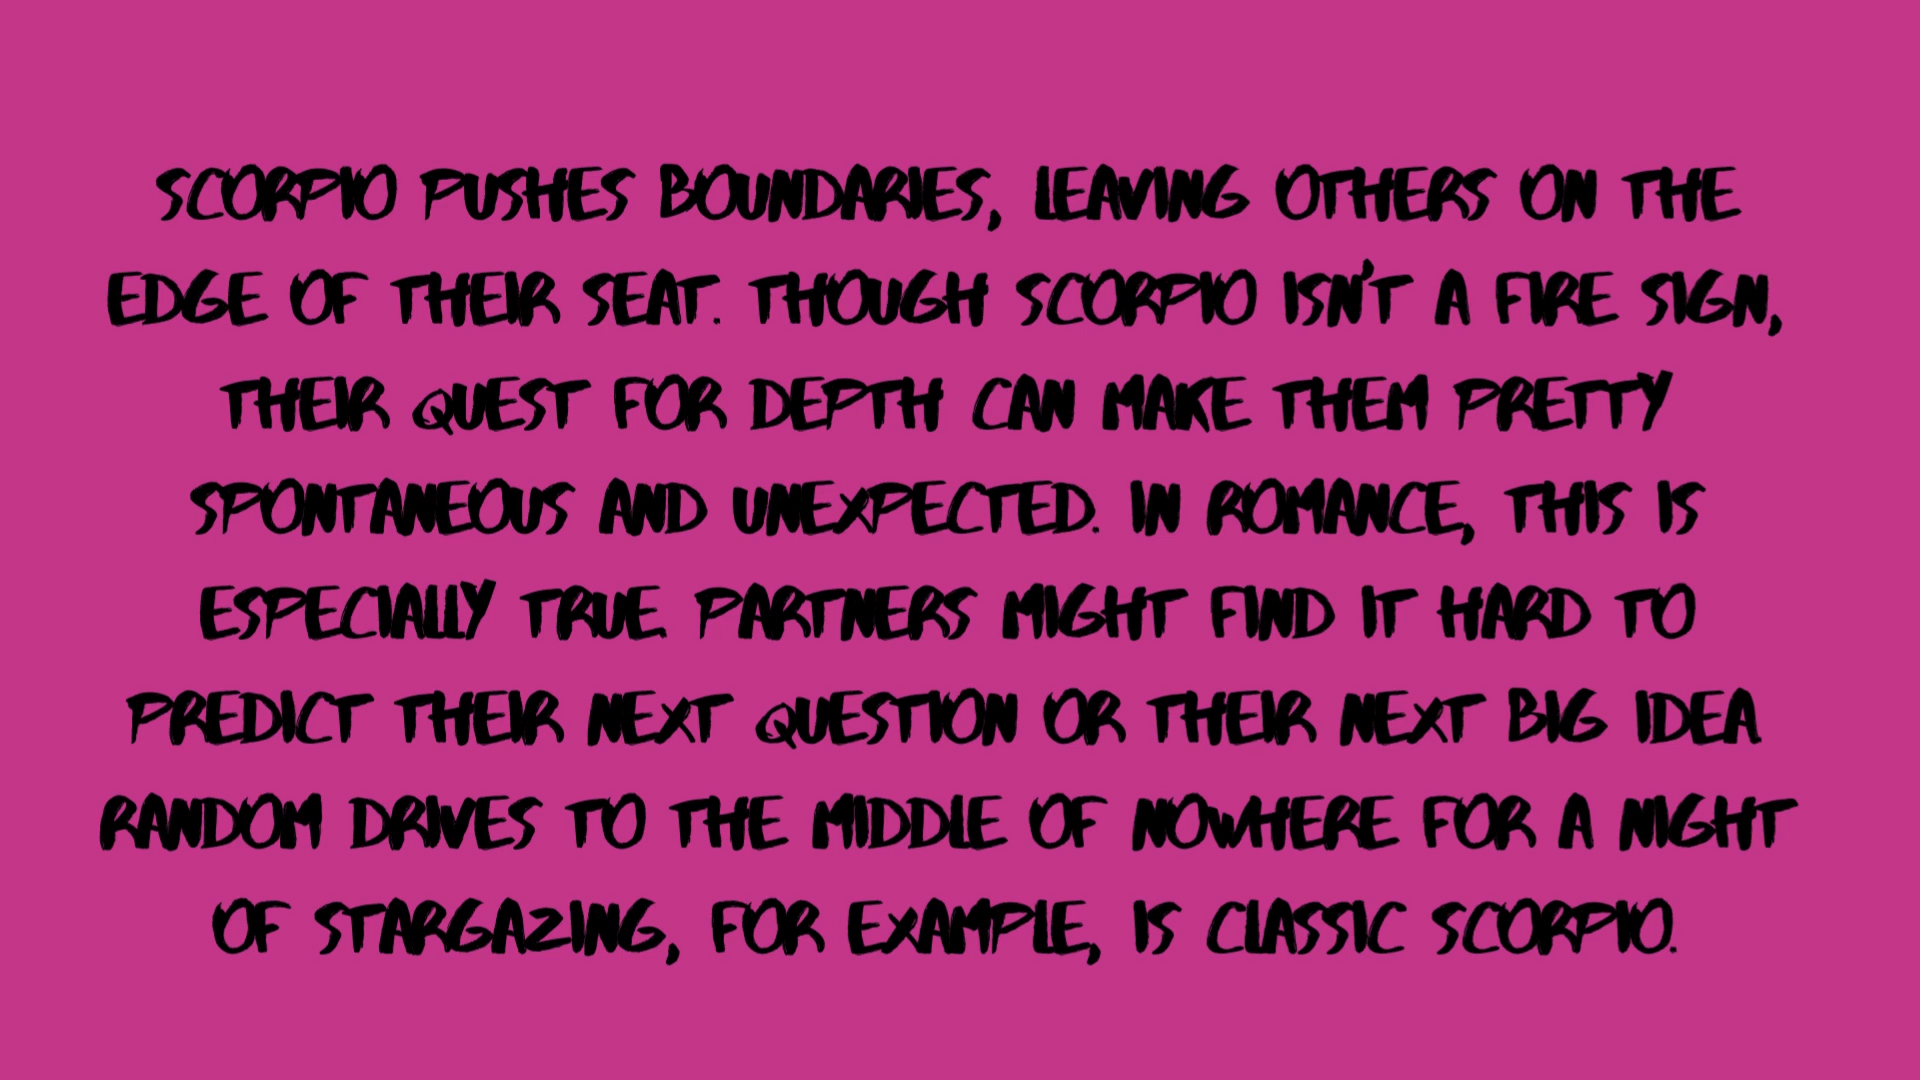 SCORPIO PUSHES BOUNDARIES, LEAVING OTHERS ON THE
EDGE OF THEIR SEAT. THOUGH SCORPIO ISN'T A FIRE SIGN,
THEIR QUEST FOR DEPTH CAN MAKE THEM PRETTY
SPONTANEOUS AND UNEXPECTED. IN ROMANCE, THIS IS
ESPECIALLY TRUE. PARTNERS MIGHT FIND IT HARD TO
PREDICT THEIR NEXT QUESTION OR THEIR NEXT BIG IDEA.
RANDOM DRIVES TO THE MIDDLE OF NOWHERE FOR A NIGHT
OF STARGAZING, FOR EXAMPLE, IS CLASSIC SCORPIO.